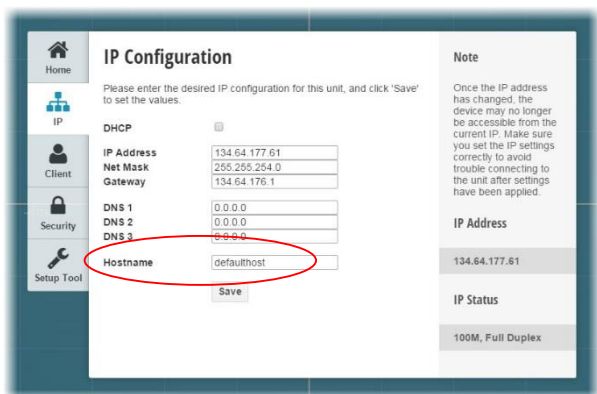 Home
IP
Client
Security
Setup Tool
IP Configuration
Please enter the desired IP configuration for this unit, and click 'Save'
to set the values.
DHCP
IP Address 134.64.177.61
Net Mask 255.255.254.0
Gateway 134.64.176.1
DNS 1 0.0.0.0
DNS 2 0.0.0.0
DNS 3 0.0.0.0
Hostname defaulthost
Save
Note
Once the IP address
has changed, the
device may no longer
be accessible from the
current IP. Make sure
you set the IP settings
correctly to avoid
trouble connecting to
the unit after settings
have been applied.
IP Address
134.64.177.61
IP Status
100M, Full Duplex